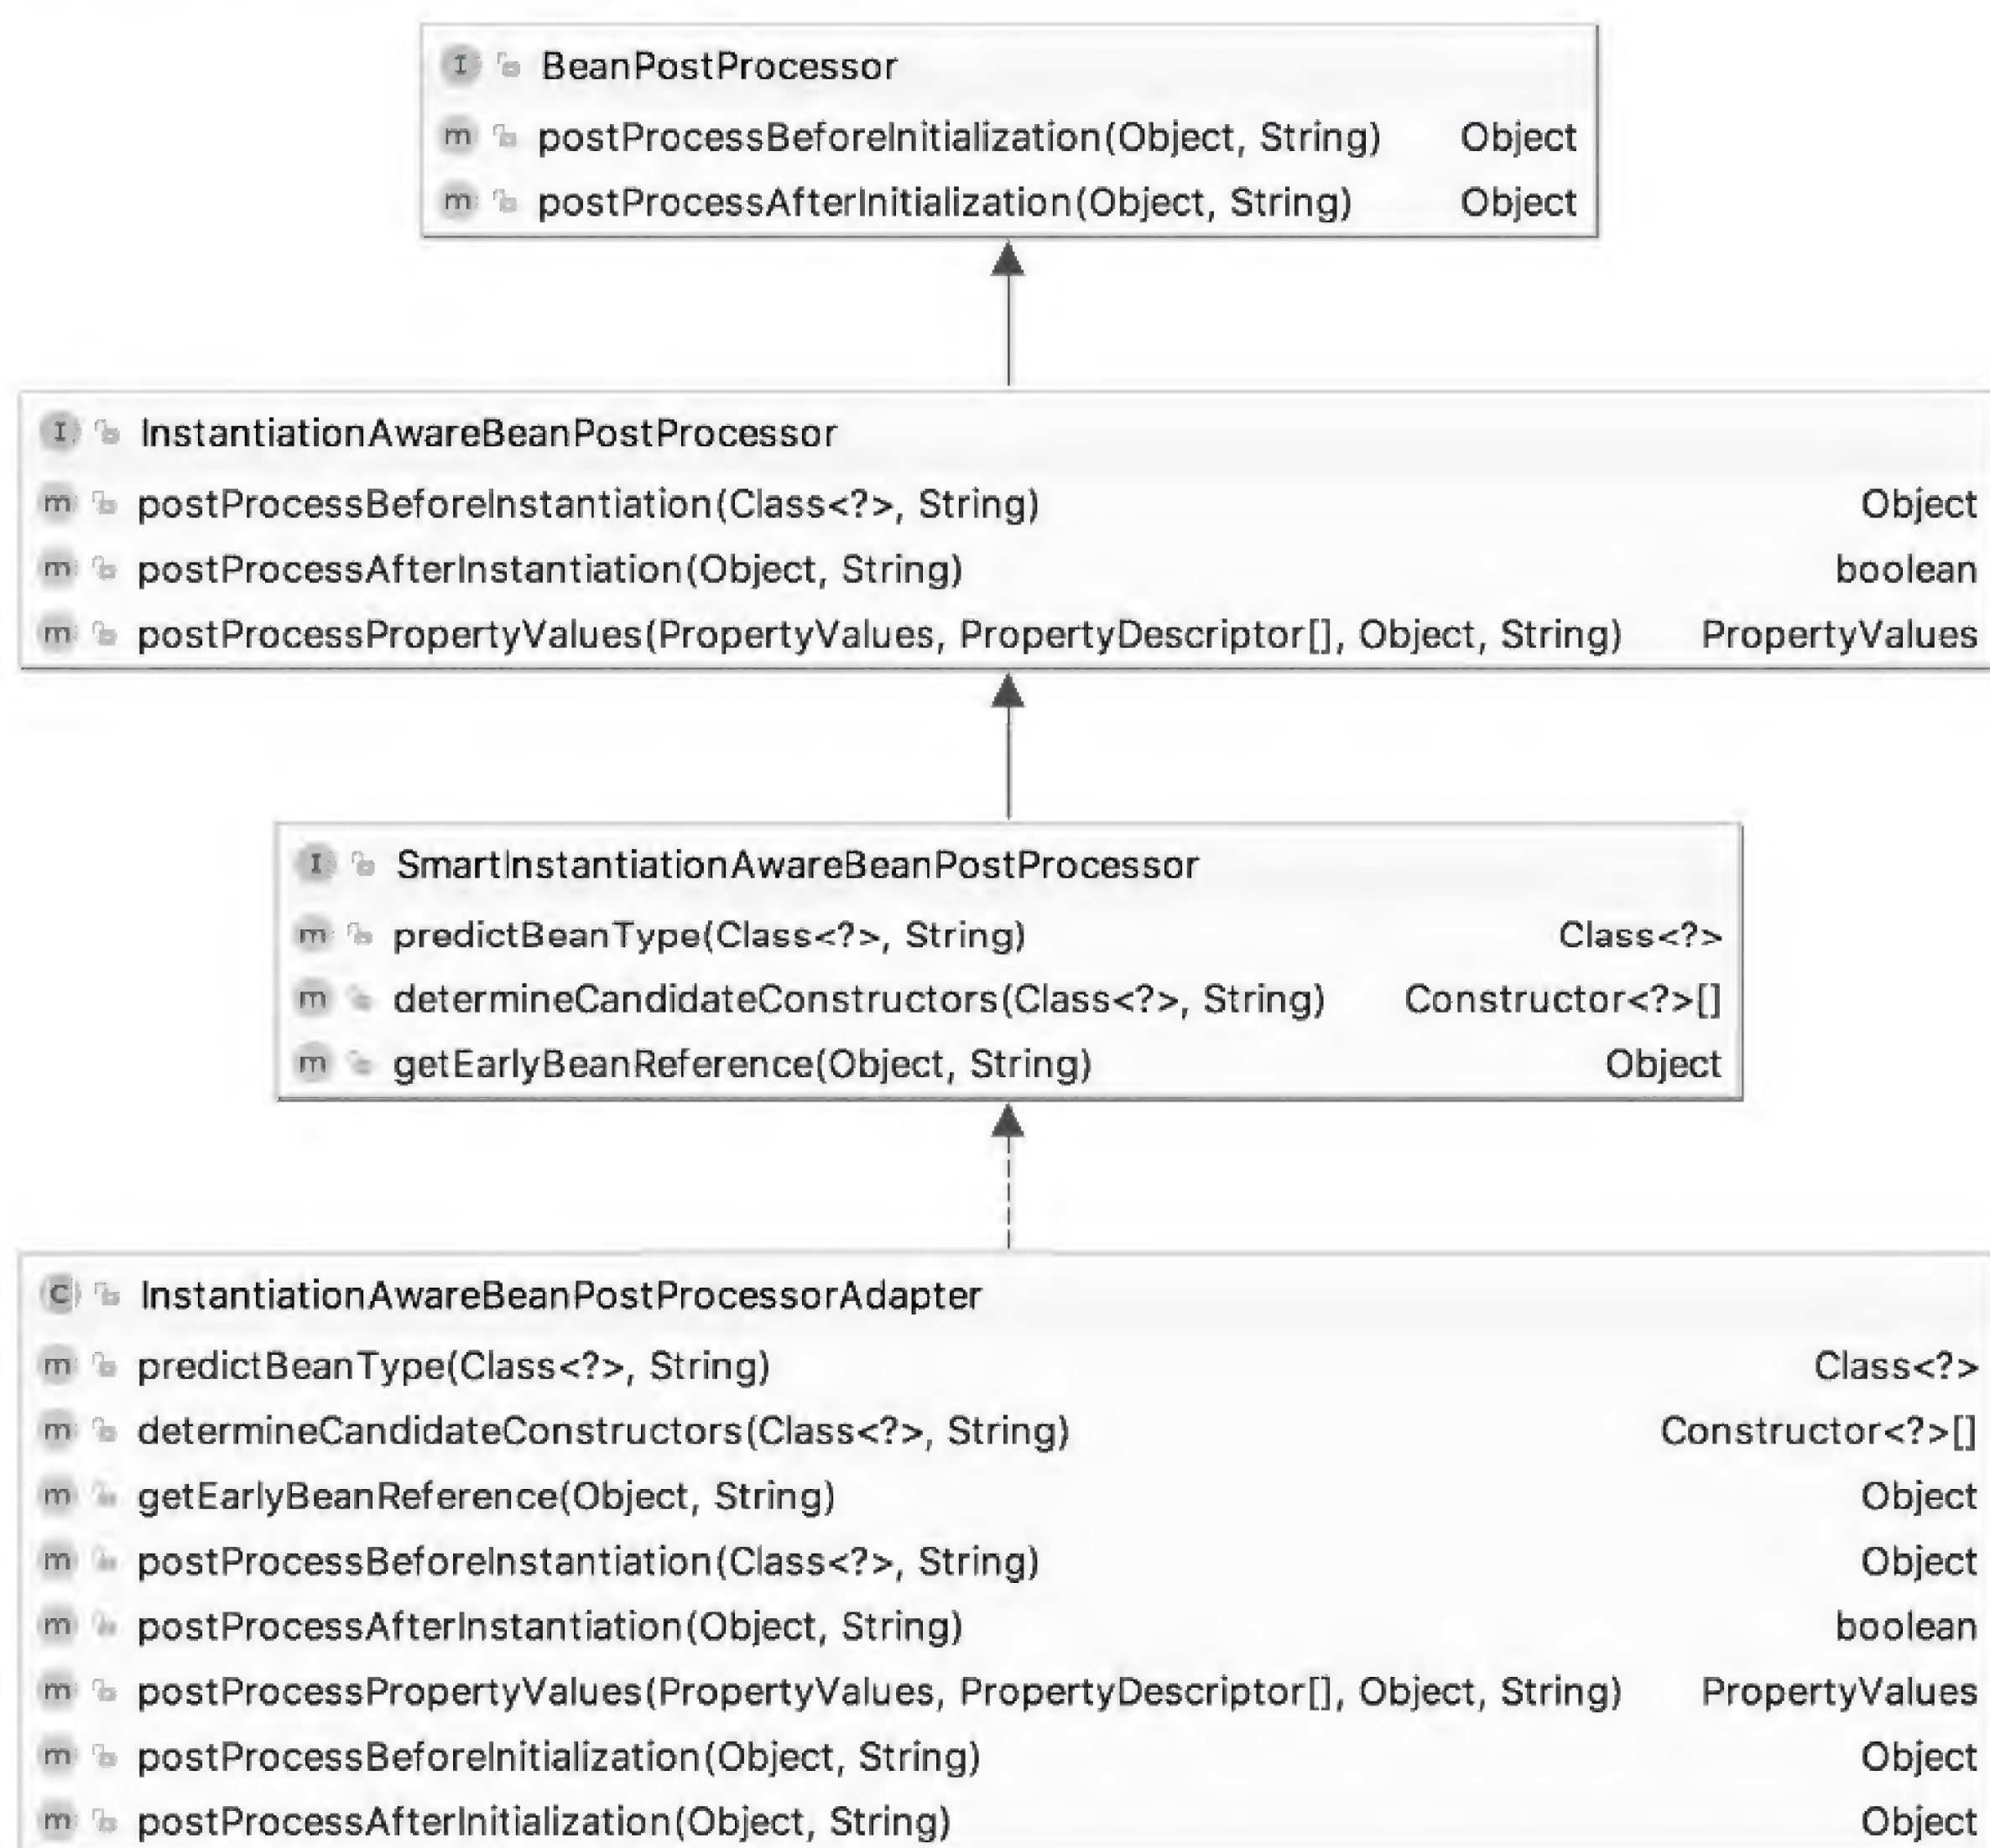 I BeanPostProcessor
m postProcessBeforeInitialization(Object, String) Object
m postProcessAfterInitialization(Object, String) Object
I InstantiationAwareBeanPostProcessor
m postProcessBeforeInstantiation(Class<?>, String) Object
m postProcessAfterInstantiation(Object, String) boolean
m postProcessPropertyValues(PropertyValues, PropertyDescriptor[], Object, String) PropertyValues
I SmartInstantiationAwareBeanPostProcessor
m predictBeanType(Class<?>, String) Class<?>
m determineCandidateConstructors(Class<?>, String) Constructor<?>[]
m getEarlyBeanReference(Object, String) Object
C InstantiationAwareBeanPostProcessorAdapter
m predictBeanType(Class<?>, String) Class<?>
m determineCandidateConstructors(Class<?>, String) Constructor<?>[]
m getEarlyBeanReference(Object, String) Object
m postProcessBeforeInstantiation(Class<?>, String) Object
m postProcessAfterInstantiation(Object, String) boolean
m postProcessPropertyValues(PropertyValues, PropertyDescriptor[], Object, String) PropertyValues
m postProcessBeforeInitialization(Object, String) Object
m postProcessAfterInitialization(Object, String) Object